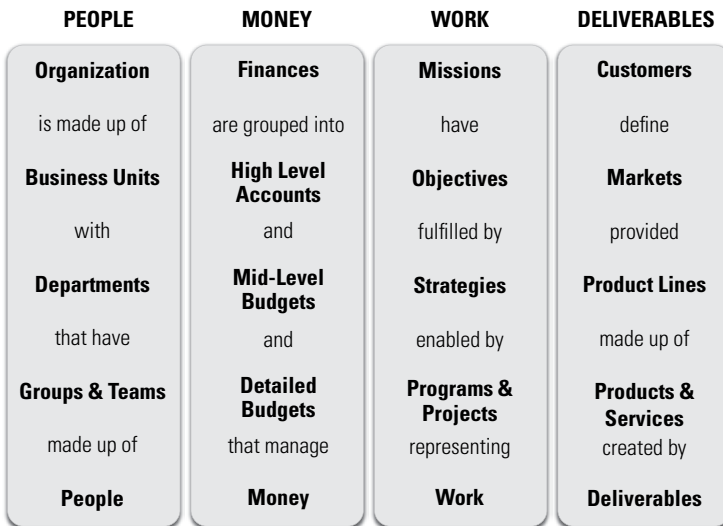 PEOPLE
Organization
is made up of
Business Units
with
Departments
that have
Groups & Teams
made up of
People
MONEY
Finances
are grouped into
High Level
Accounts
and
Mid-Level
Budgets
and
Detailed
Budgets
that manage
Money
WORK
Missions
have
Objectives
fulfilled by
Strategies
enabled by
Programs &
Projects
representing
Work
DELIVERABLES
Customers
define
Markets
provided
Product Lines
made up of
Products &
Services
created by
Deliverables